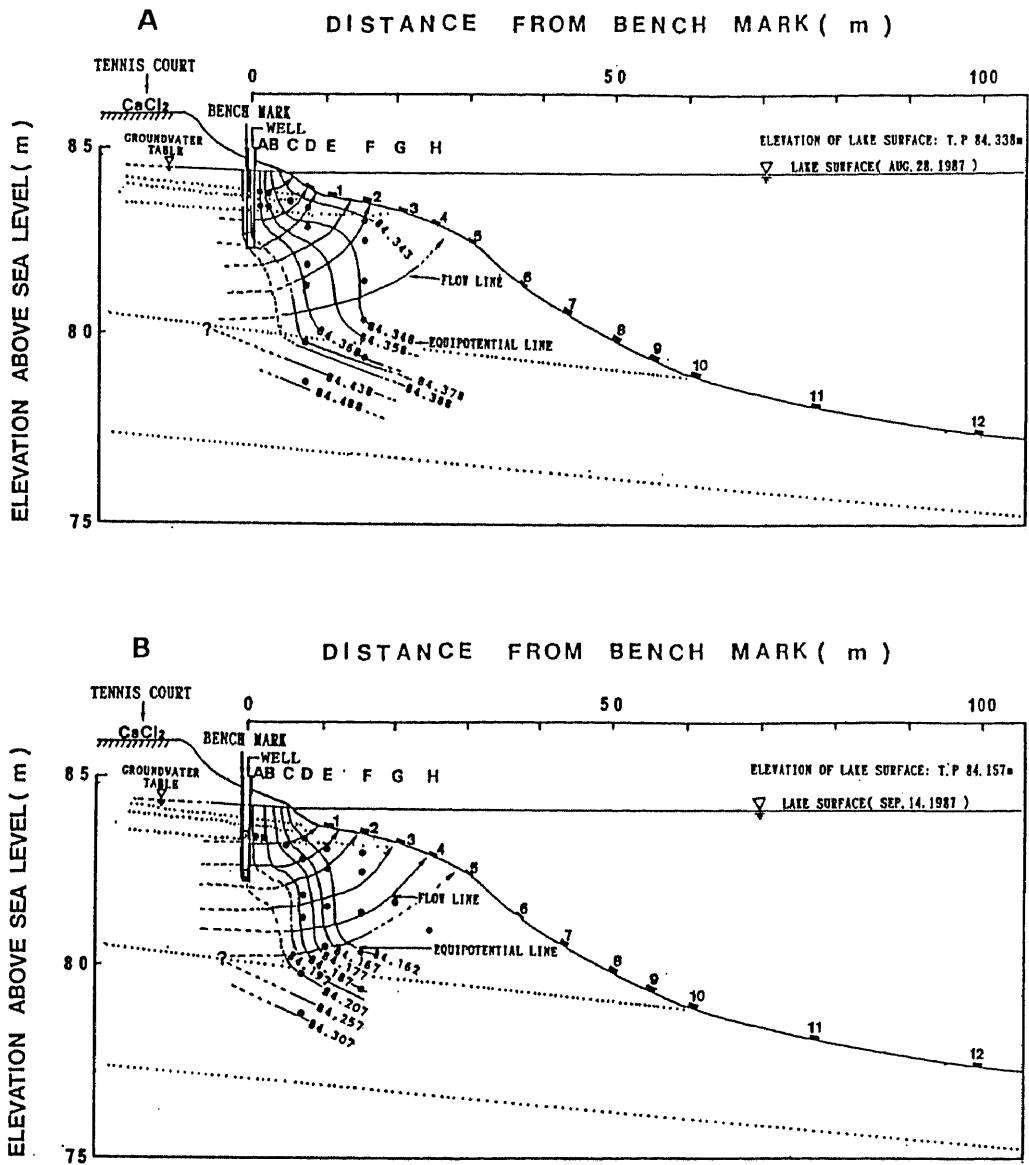 A
DISTANCE FROM BENCH MARK ( m )
TENNIS COURT
0 50 100
CaCl2
BENCH MARK
WELL
GROUNDWATER TABLE
A B C D E F G H
ELEVATION OF LAKE SURFACE: T.P 84.338m
LAKE SURFACE( AUG.28.1987 )
85
80
75
ELEVATION ABOVE SEA LEVEL( m )
1 2 3 4 5 6 7 8 9 10 11 12
84.343
FLOW LINE
84.348
EQUIPOTENTIAL LINE
84.358
84.368
84.378
84.388
84.438
84.488
?
B
DISTANCE FROM BENCH MARK ( m )
TENNIS COURT
0 50 100
CaCl2
BENCH MARK
WELL
GROUNDWATER TABLE
A B C D E F G H
ELEVATION OF LAKE SURFACE: T.P 84.157m
LAKE SURFACE( SEP.14.1987 )
85
80
75
ELEVATION ABOVE SEA LEVEL( m )
1 2 3 4 5 6 7 8 9 10 11 12
FLOW LINE
EQUIPOTENTIAL LINE
84.162
84.167
84.177
84.187
84.197
84.207
84.257
84.307
?